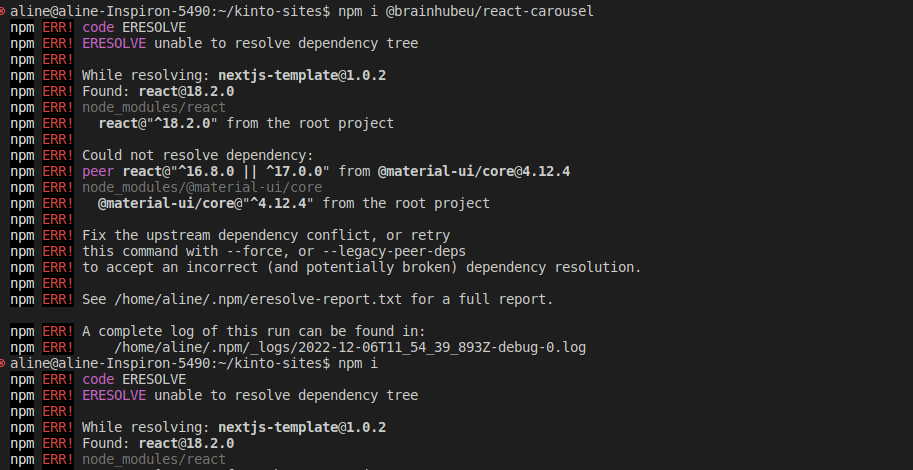 aline@aline-Inspiron-5490:~/kinto-sites$ npm i @brainhubeu/react-carousel
npm ERR! code ERESOLVE
npm ERR! ERESOLVE unable to resolve dependency tree
npm ERR!
npm ERR! While resolving: nextjs-template@1.0.2
npm ERR! Found: react@18.2.0
npm ERR! node_modules/react
npm ERR!   react@"^18.2.0" from the root project
npm ERR!
npm ERR! Could not resolve dependency:
npm ERR! peer react@"^16.8.0 || ^17.0.0" from @material-ui/core@4.12.4
npm ERR! node_modules/@material-ui/core
npm ERR!   @material-ui/core@"^4.12.4" from the root project
npm ERR!
npm ERR! Fix the upstream dependency conflict, or retry
npm ERR! this command with --force, or --legacy-peer-deps
npm ERR! to accept an incorrect (and potentially broken) dependency resolution.
npm ERR!
npm ERR! See /home/aline/.npm/eresolve-report.txt for a full report.
npm ERR! A complete log of this run can be found in:
npm ERR!     /home/aline/.npm/_logs/2022-12-06T11_54_39_893Z-debug-0.log
aline@aline-Inspiron-5490:~/kinto-sites$ npm i
npm ERR! code ERESOLVE
npm ERR! ERESOLVE unable to resolve dependency tree
npm ERR!
npm ERR! While resolving: nextjs-template@1.0.2
npm ERR! Found: react@18.2.0
npm ERR! node_modules/react